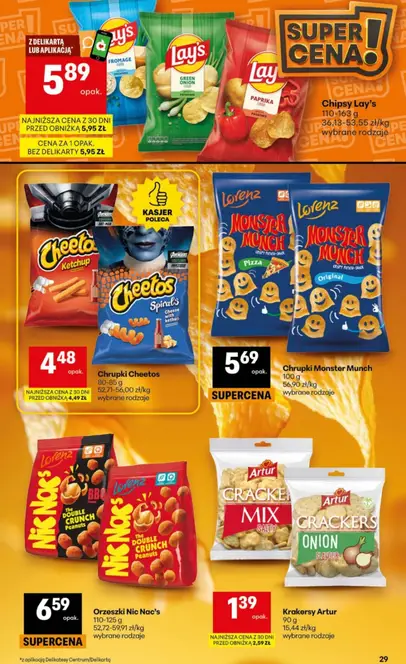 Z DELIKARTĄ
LUB APLIKACJĄ*
5 89
opak.
NAJNIŻSZA CENA Z 30 DNI
PRZED OBNIŻKĄ 5,95 ZŁ
CENA ZA 1 OPAK.
BEZ DELIKARTY 5,95 ZŁ
Lay's
FROMAGE
Lay's
GREEN
ONION
Lay's
PAPRIKA
SUPER
CENA!
Chipsy Lay's
110-163 g
36,13-53,55 zł/kg
wybrane rodzaje
KASJER
POLECA
Cheetos
Ketchup
Cheetos
Spirals
4 48
opak.
NAJNIŻSZA CENA Z 30 DNI
PRZED OBNIŻKĄ 4,49 ZŁ
Chrupki Cheetos
80-85 g
52,71-56,00 zł/kg
wybrane rodzaje
Lorenz
MONSTER
MUNCH
Pizza
Lorenz
MONSTER
MUNCH
Original
5 69
opak.
SUPERCENA
Chrupki Monster Munch
100 g
56,90 zł/kg
wybrane rodzaje
Lorenz
NIC NAC'S
BBQ
The
DOUBLE
CRUNCH
Peanuts
Lorenz
NIC NAC'S
The
DOUBLE
CRUNCH
Peanuts
6 59
opak.
SUPERCENA
Orzeszki Nic Nac's
110-125 g
52,72-59,91 zł/kg
wybrane rodzaje
Artur
CRACKE
MIX
Artur
CRACKERS
ONION
1 39
opak.
NAJNIŻSZA CENA Z 30 DNI
PRZED OBNIŻKĄ 2,59 ZŁ
Krakersy Artur
90 g
15,44 zł/kg
wybrane rodzaje
*z aplikacją Delikatesy Centrum/Delikartą
29